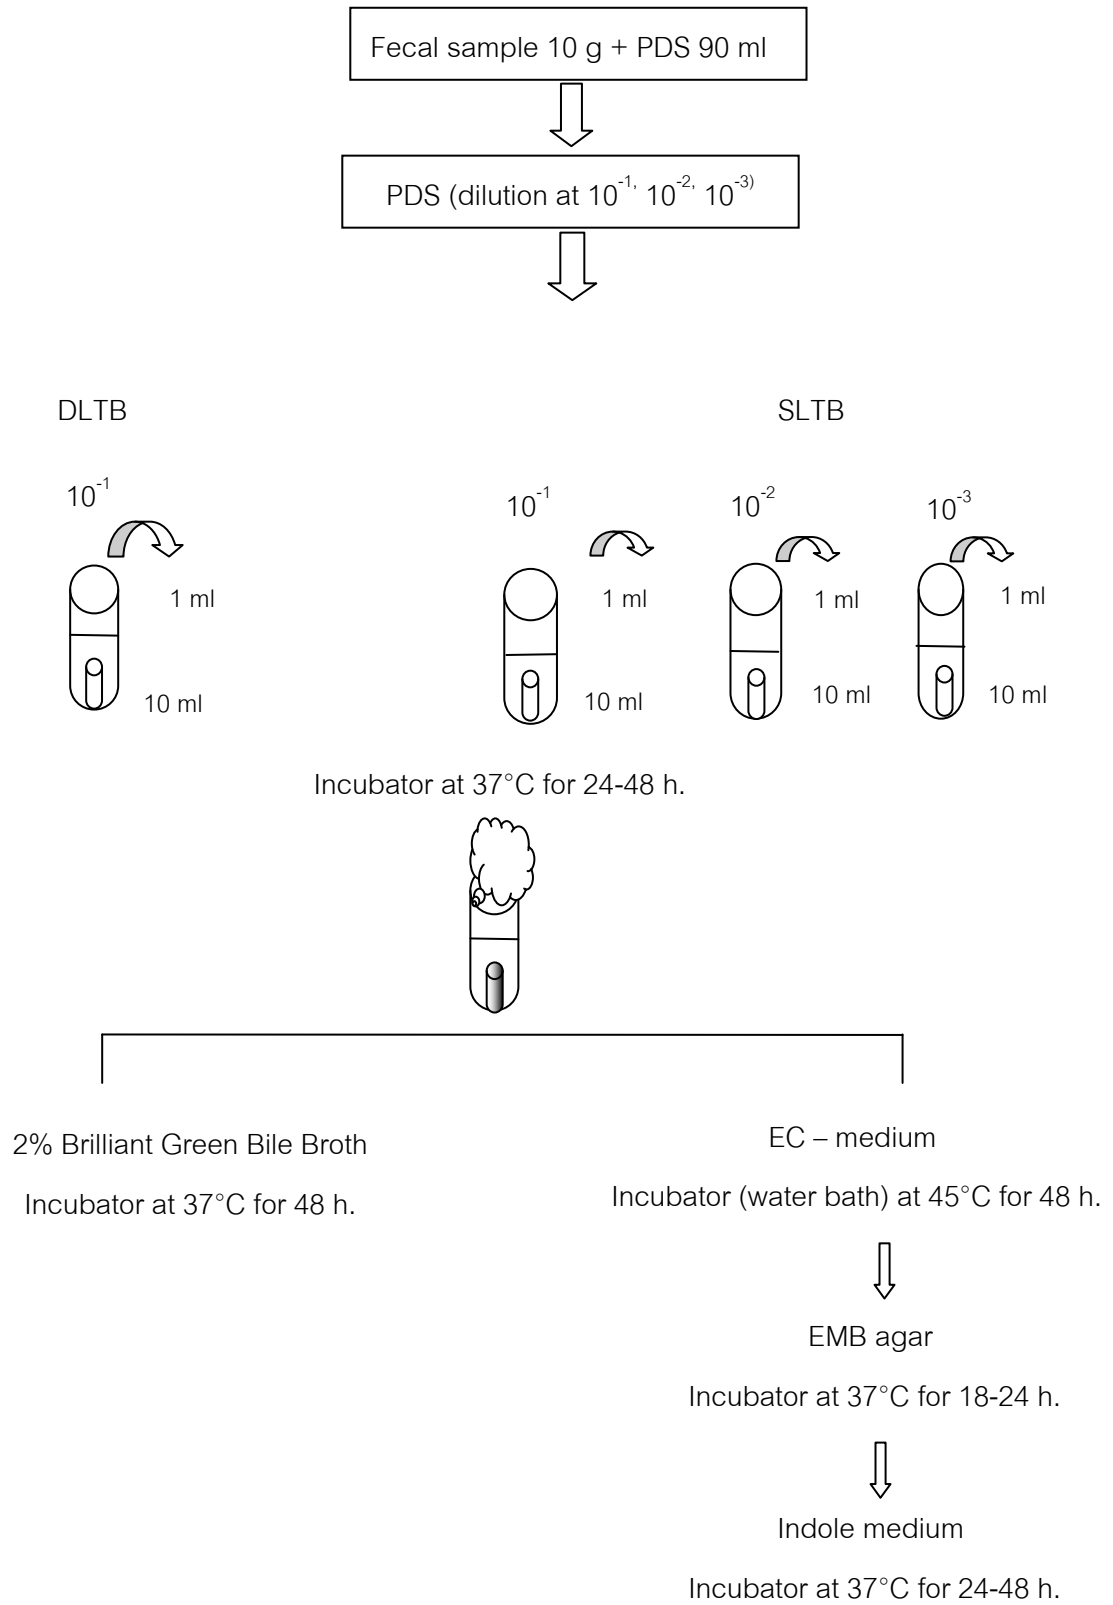 Fecal sample 10 g + PDS 90 ml
PDS (dilution at 10⁻¹, 10⁻², 10⁻³⁾
DLTB
SLTB
10⁻¹
10⁻¹
10⁻²
10⁻³
1 ml
1 ml
1 ml
1 ml
10 ml
10 ml
10 ml
10 ml
Incubator at 37°C for 24-48 h.
2% Brilliant Green Bile Broth
Incubator at 37°C for 48 h.
EC – medium
Incubator (water bath) at 45°C for 48 h.
EMB agar
Incubator at 37°C for 18-24 h.
Indole medium
Incubator at 37°C for 24-48 h.